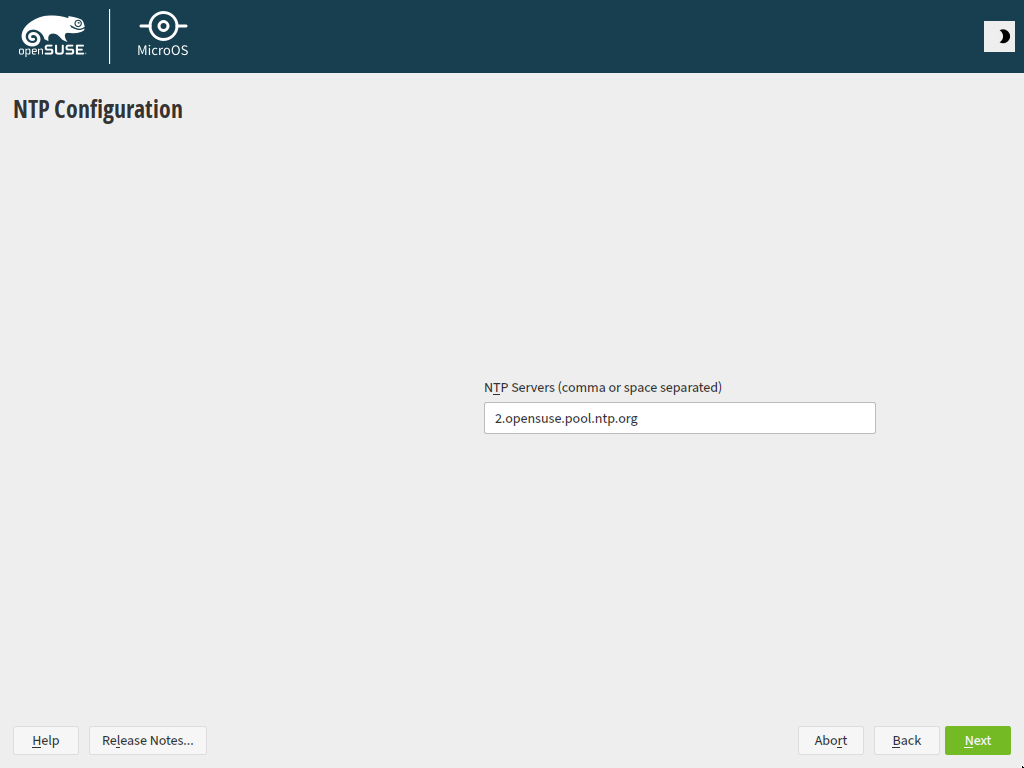 openSUSE.
MicroOS
NTP Configuration
NTP Servers (comma or space separated)
2.opensuse.pool.ntp.org
Help
Release Notes...
Abort
Back
Next